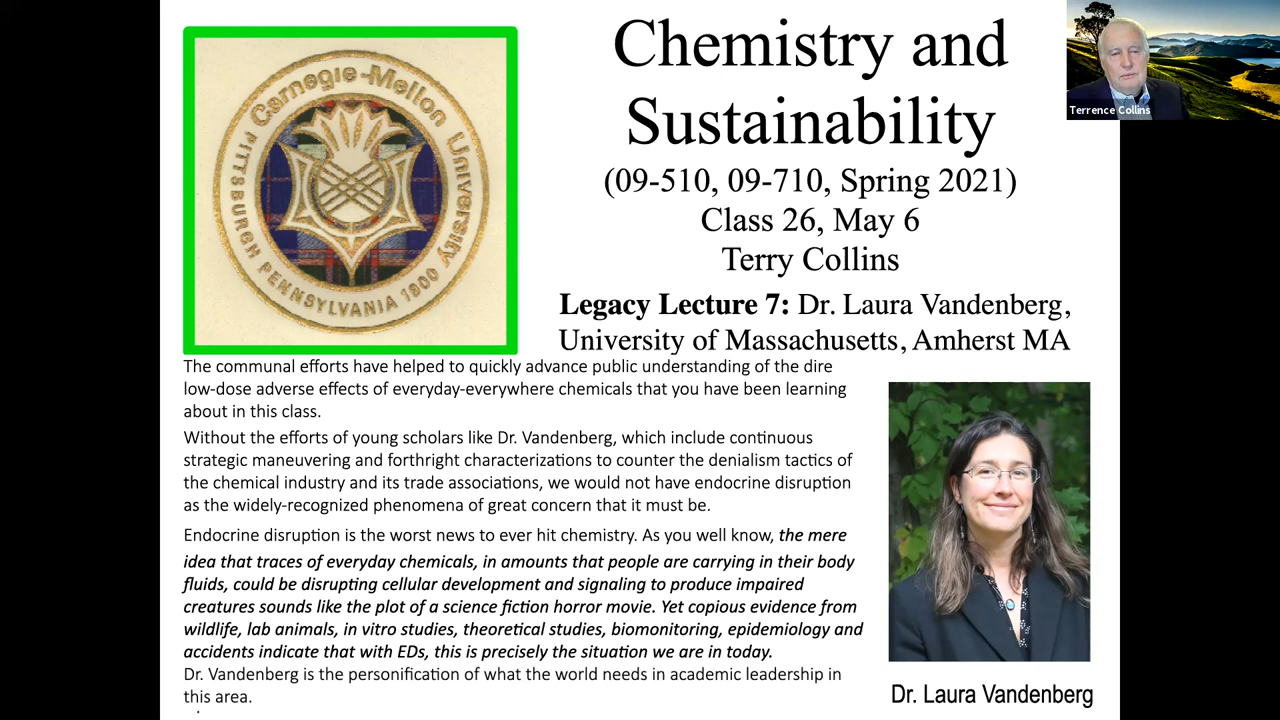 Carnegie-Mellon University
PITTSBURGH PENNSYLVANIA 1900
Chemistry and
Sustainability
(09-510, 09-710, Spring 2021)
Class 26, May 6
Terry Collins
Legacy Lecture 7: Dr. Laura Vandenberg,
University of Massachusetts, Amherst MA
Terrence Collins
The communal efforts have helped to quickly advance public understanding of the dire
low-dose adverse effects of everyday-everywhere chemicals that you have been learning
about in this class.
Without the efforts of young scholars like Dr. Vandenberg, which include continuous
strategic maneuvering and forthright characterizations to counter the denialism tactics of
the chemical industry and its trade associations, we would not have endocrine disruption
as the widely-recognized phenomena of great concern that it must be.
Endocrine disruption is the worst news to ever hit chemistry. As you well know, the mere
idea that traces of everyday chemicals, in amounts that people are carrying in their body
fluids, could be disrupting cellular development and signaling to produce impaired
creatures sounds like the plot of a science fiction horror movie. Yet copious evidence from
wildlife, lab animals, in vitro studies, theoretical studies, biomonitoring, epidemiology and
accidents indicate that with EDs, this is precisely the situation we are in today.
Dr. Vandenberg is the personification of what the world needs in academic leadership in
this area.
Dr. Laura Vandenberg